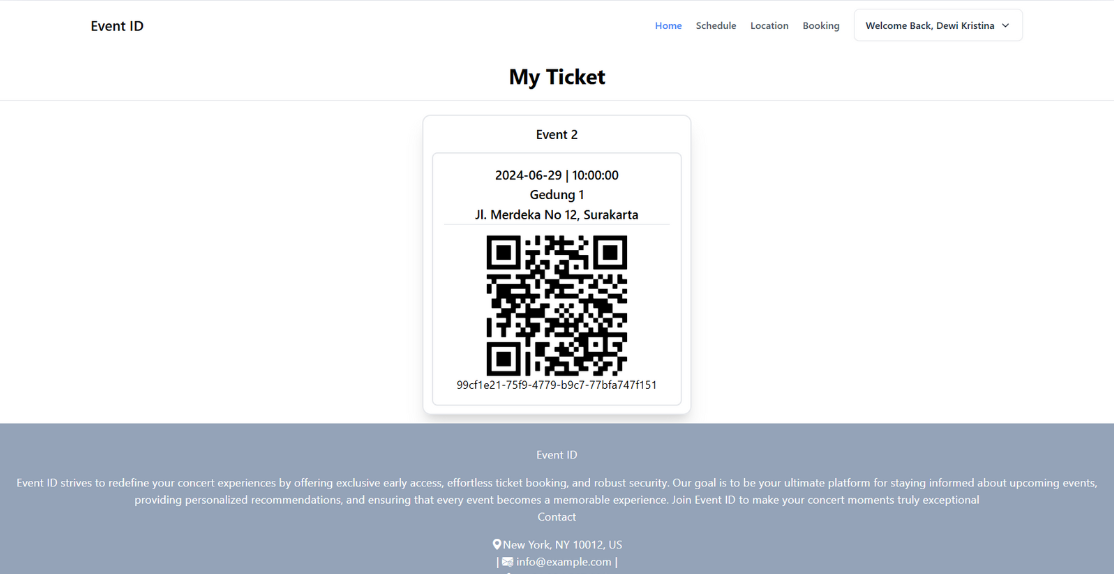 Event ID
Home Schedule Location Booking Welcome Back, Dewi Kristina
My Ticket
Event 2
2024-06-29 | 10:00:00
Gedung 1
Jl. Merdeka No 12, Surakarta
99cf1e21-75f9-4779-b9c7-77bfa747f151
Event ID
Event ID strives to redefine your concert experiences by offering exclusive early access, effortless ticket booking, and robust security. Our goal is to be your ultimate platform for staying informed about upcoming events,
providing personalized recommendations, and ensuring that every event becomes a memorable experience. Join Event ID to make your concert moments truly exceptional
Contact
New York, NY 10012, US
| info@example.com |